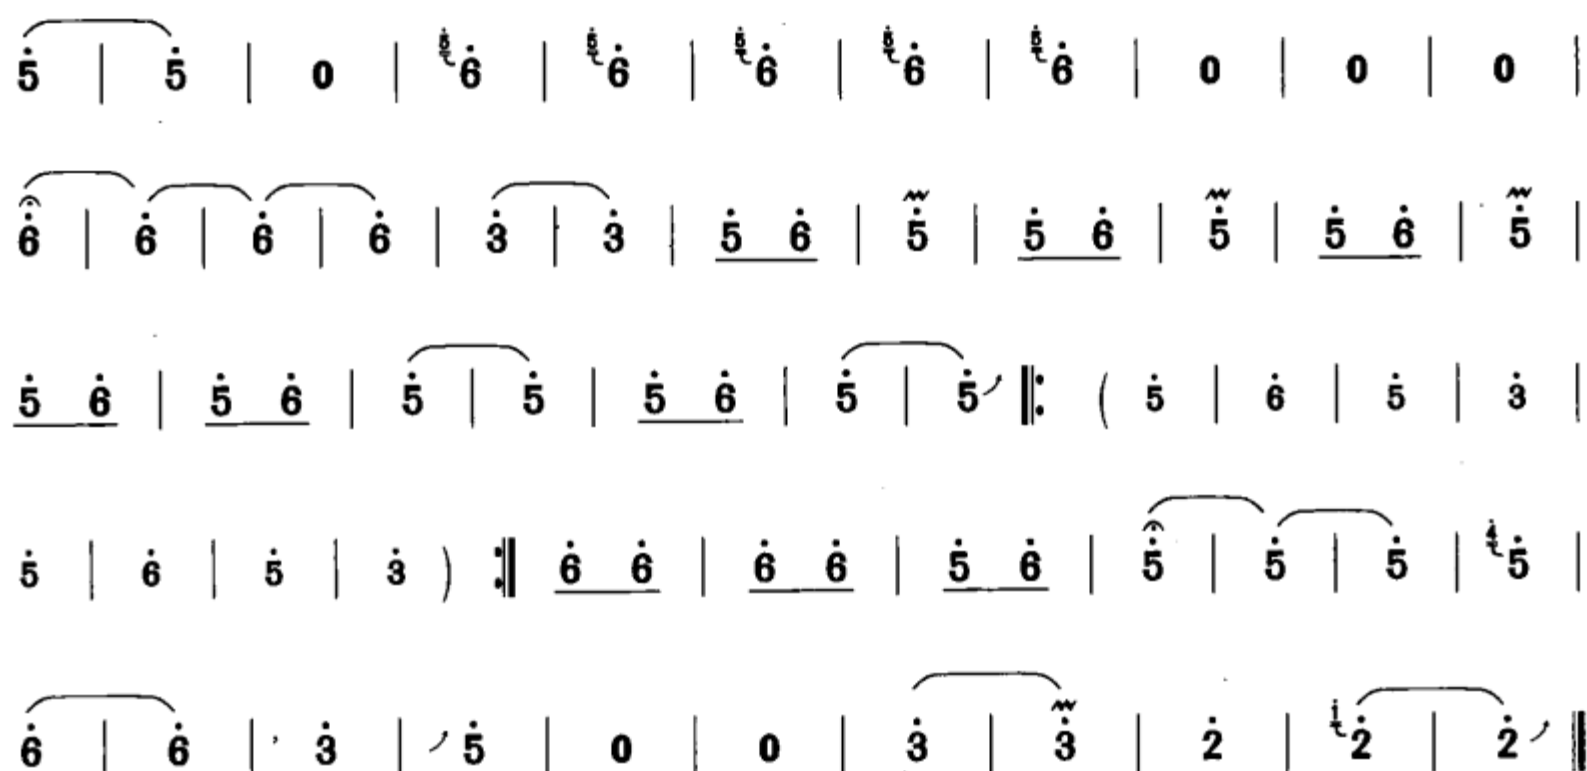 5̇ | 5̇ | 0 | 6̇ | 6̇ | 6̇ | 6̇ | 6̇ | 0 | 0 | 0 |
6̇ | 6̇ | 6̇ | 6̇ | 3̇ | 3̇ | 5̇ 6̇ | 5̇ | 5̇ 6̇ | 5̇ | 5̇ 6̇ | 5̇ |
5̇ 6̇ | 5̇ 6̇ | 5̇ | 5̇ | 5̇ 6̇ | 5̇ | 5̇ ‖: ( 5̇ | 6̇ | 5̇ | 3̇ |
5̇ | 6̇ | 5̇ | 3̇ ) :‖ 6̇ 6̇ | 6̇ 6̇ | 5̇ 6̇ | 5̇ | 5̇ | 5̇ | 4̇ 5̇ |
6̇ | 6̇ | , 3̇ | 5̇ | 0 | 0 | 3̇ | 3̇ | 2̇ | i 2̇ | 2̇ ‖